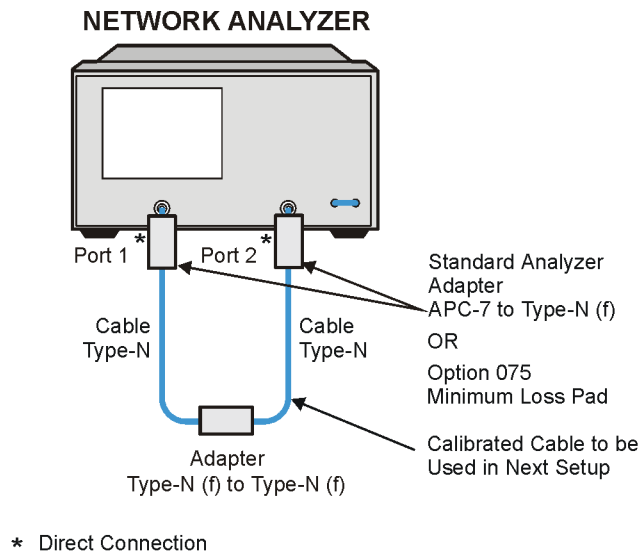 NETWORK ANALYZER
*
*
Port 1
Port 2
Standard Analyzer
Adapter
APC-7 to Type-N (f)
OR
Option 075
Minimum Loss Pad
Cable
Type-N
Cable
Type-N
Calibrated Cable to be
Used in Next Setup
Adapter
Type-N (f) to Type-N (f)
* Direct Connection